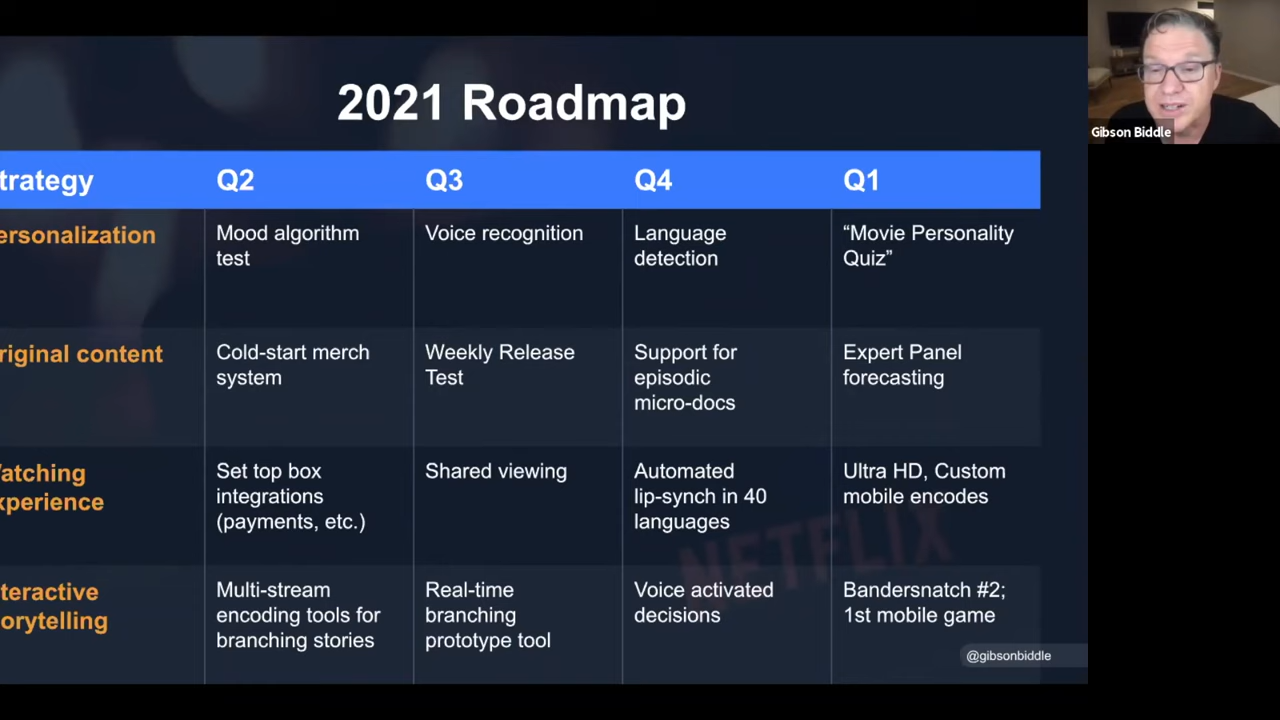 2021 Roadmap
trategy Q2 Q3 Q4 Q1
ersonalization
Mood algorithm
test
Voice recognition
Language
detection
“Movie Personality
Quiz”
riginal content
Cold-start merch
system
Weekly Release
Test
Support for
episodic
micro-docs
Expert Panel
forecasting
atching
xperience
Set top box
integrations
(payments, etc.)
Shared viewing
Automated
lip-synch in 40
languages
Ultra HD, Custom
mobile encodes
teractive
orytelling
Multi-stream
encoding tools for
branching stories
Real-time
branching
prototype tool
Voice activated
decisions
Bandersnatch #2;
1st mobile game
NETFLIX
@gibsonbiddle
Gibson Biddle